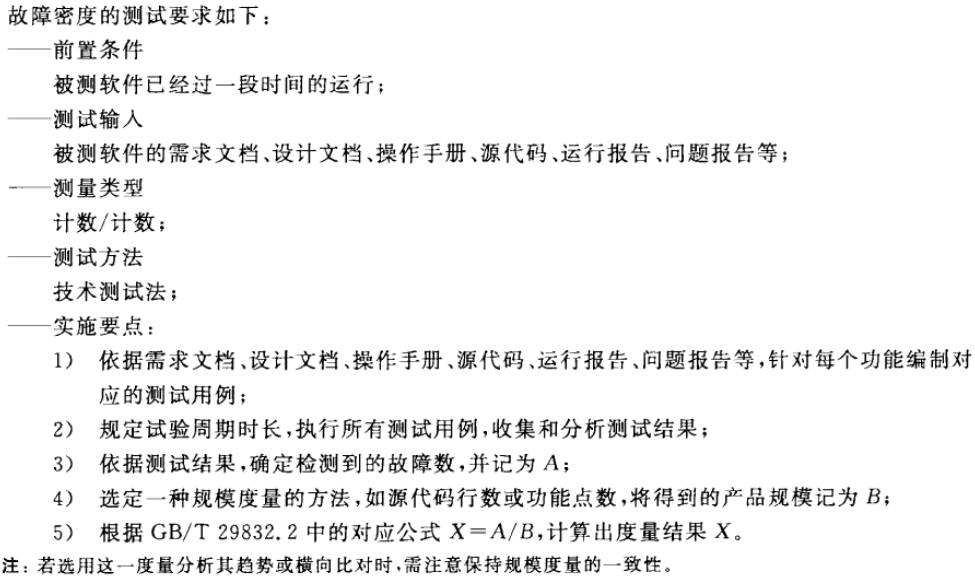 故障密度的测试要求如下：
——前置条件
被测软件已经过一段时间的运行；
——测试输入
被测软件的需求文档、设计文档、操作手册、源代码、运行报告、问题报告等；
——测量类型
计数/计数；
——测试方法
技术测试法；
——实施要点：
1） 依据需求文档、设计文档、操作手册、源代码、运行报告、问题报告等，针对每个功能编制对
应的测试用例；
2） 规定试验周期时长，执行所有测试用例，收集和分析测试结果；
3） 依据测试结果，确定检测到的故障数，并记为 A；
4） 选定一种规模度量的方法，如源代码行数或功能点数，将得到的产品规模记为 B；
5） 根据 GB/T 29832.2 中的对应公式 X=A/B，计算出度量结果 X。
注：若选用这一度量分析其趋势或横向比对时，需注意保持规模度量的一致性。